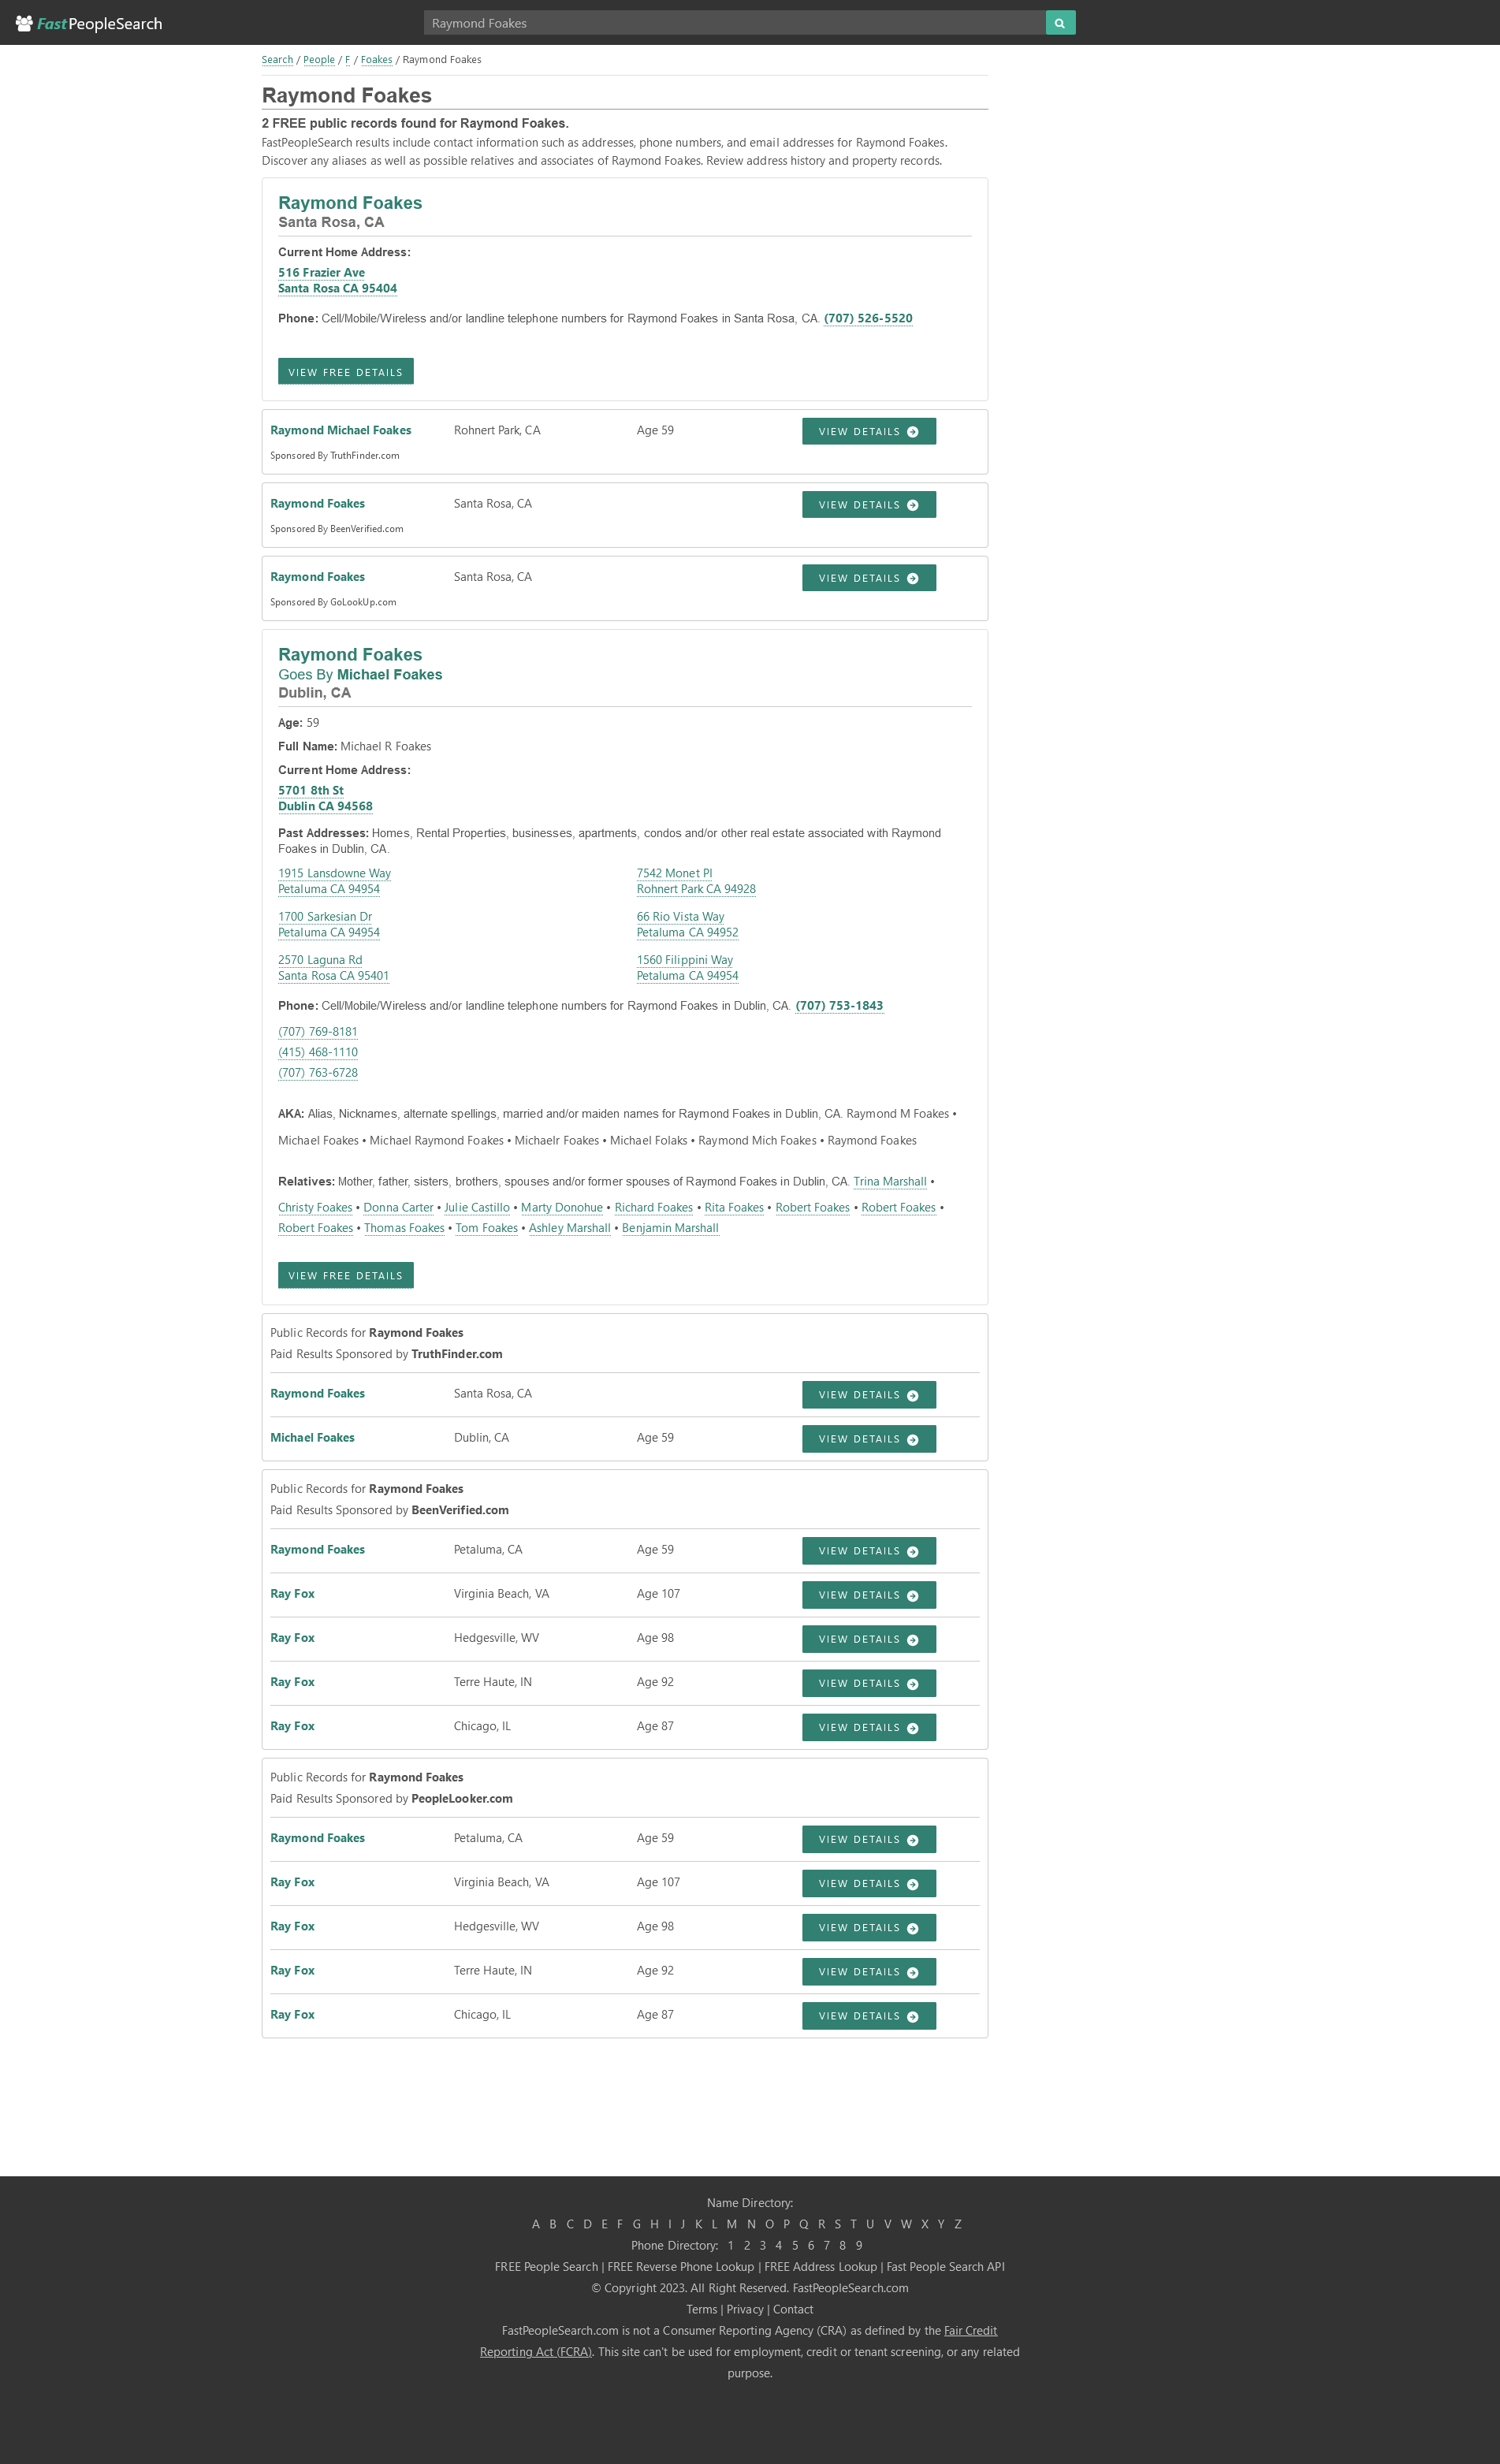 FastPeopleSearch
Raymond Foakes
Search / People / F / Foakes / Raymond Foakes
Raymond Foakes
2 FREE public records found for Raymond Foakes.
FastPeopleSearch results include contact information such as addresses, phone numbers, and email addresses for Raymond Foakes.
Discover any aliases as well as possible relatives and associates of Raymond Foakes. Review address history and property records.
Raymond Foakes
Santa Rosa, CA
Current Home Address:
516 Frazier Ave
Santa Rosa CA 95404
Phone: Cell/Mobile/Wireless and/or landline telephone numbers for Raymond Foakes in Santa Rosa, CA. (707) 526-5520
VIEW FREE DETAILS
Raymond Michael Foakes Rohnert Park, CA Age 59 VIEW DETAILS
Sponsored By TruthFinder.com
Raymond Foakes Santa Rosa, CA VIEW DETAILS
Sponsored By BeenVerified.com
Raymond Foakes Santa Rosa, CA VIEW DETAILS
Sponsored By GoLookUp.com
Raymond Foakes
Goes By Michael Foakes
Dublin, CA
Age: 59
Full Name: Michael R Foakes
Current Home Address:
5701 8th St
Dublin CA 94568
Past Addresses: Homes, Rental Properties, businesses, apartments, condos and/or other real estate associated with Raymond
Foakes in Dublin, CA.
1915 Lansdowne Way 7542 Monet Pl
Petaluma CA 94954 Rohnert Park CA 94928
1700 Sarkesian Dr 66 Rio Vista Way
Petaluma CA 94954 Petaluma CA 94952
2570 Laguna Rd 1560 Filippini Way
Santa Rosa CA 95401 Petaluma CA 94954
Phone: Cell/Mobile/Wireless and/or landline telephone numbers for Raymond Foakes in Dublin, CA. (707) 753-1843
(707) 769-8181
(415) 468-1110
(707) 763-6728
AKA: Alias, Nicknames, alternate spellings, married and/or maiden names for Raymond Foakes in Dublin, CA. Raymond M Foakes •
Michael Foakes • Michael Raymond Foakes • Michaelr Foakes • Michael Folaks • Raymond Mich Foakes • Raymond Foakes
Relatives: Mother, father, sisters, brothers, spouses and/or former spouses of Raymond Foakes in Dublin, CA. Trina Marshall •
Christy Foakes • Donna Carter • Julie Castillo • Marty Donohue • Richard Foakes • Rita Foakes • Robert Foakes • Robert Foakes •
Robert Foakes • Thomas Foakes • Tom Foakes • Ashley Marshall • Benjamin Marshall
VIEW FREE DETAILS
Public Records for Raymond Foakes
Paid Results Sponsored by TruthFinder.com
Raymond Foakes Santa Rosa, CA VIEW DETAILS
Michael Foakes Dublin, CA Age 59 VIEW DETAILS
Public Records for Raymond Foakes
Paid Results Sponsored by BeenVerified.com
Raymond Foakes Petaluma, CA Age 59 VIEW DETAILS
Ray Fox Virginia Beach, VA Age 107 VIEW DETAILS
Ray Fox Hedgesville, WV Age 98 VIEW DETAILS
Ray Fox Terre Haute, IN Age 92 VIEW DETAILS
Ray Fox Chicago, IL Age 87 VIEW DETAILS
Public Records for Raymond Foakes
Paid Results Sponsored by PeopleLooker.com
Raymond Foakes Petaluma, CA Age 59 VIEW DETAILS
Ray Fox Virginia Beach, VA Age 107 VIEW DETAILS
Ray Fox Hedgesville, WV Age 98 VIEW DETAILS
Ray Fox Terre Haute, IN Age 92 VIEW DETAILS
Ray Fox Chicago, IL Age 87 VIEW DETAILS
Name Directory:
A B C D E F G H I J K L M N O P Q R S T U V W X Y Z
Phone Directory: 1 2 3 4 5 6 7 8 9
FREE People Search | FREE Reverse Phone Lookup | FREE Address Lookup | Fast People Search API
© Copyright 2023. All Right Reserved. FastPeopleSearch.com
Terms | Privacy | Contact
FastPeopleSearch.com is not a Consumer Reporting Agency (CRA) as defined by the Fair Credit
Reporting Act (FCRA). This site can't be used for employment, credit or tenant screening, or any related
purpose.